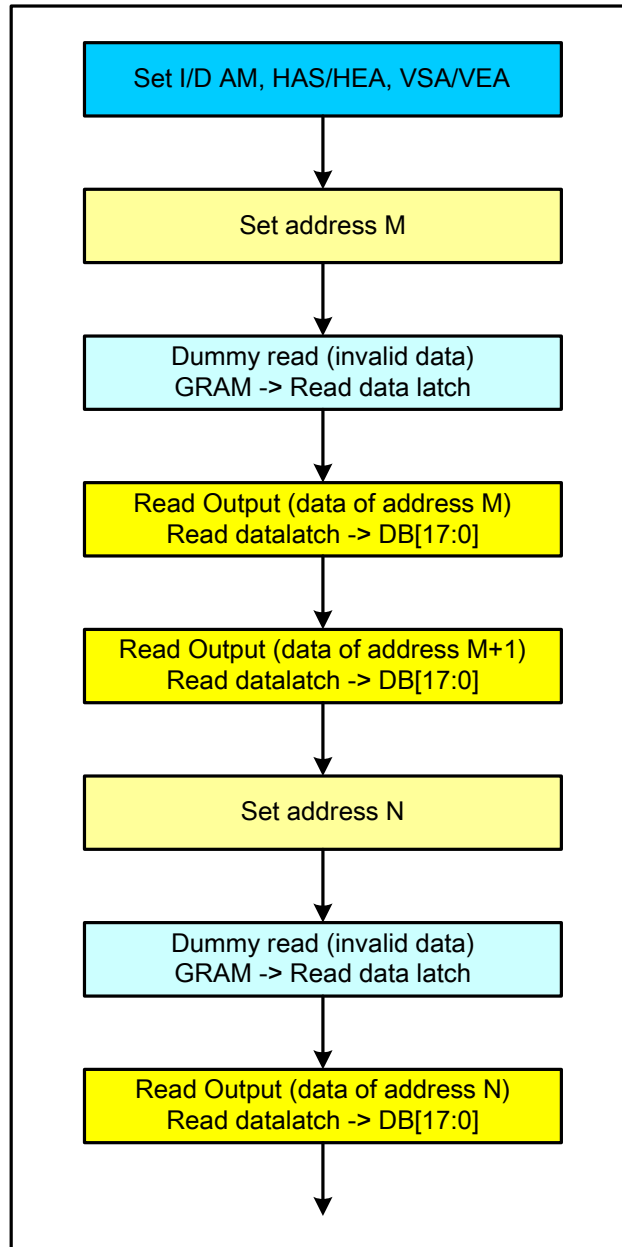 Set I/D AM, HAS/HEA, VSA/VEA
Set address M
Dummy read (invalid data)
GRAM -> Read data latch
Read Output (data of address M)
Read datalatch -> DB[17:0]
Read Output (data of address M+1)
Read datalatch -> DB[17:0]
Set address N
Dummy read (invalid data)
GRAM -> Read data latch
Read Output (data of address N)
Read datalatch -> DB[17:0]